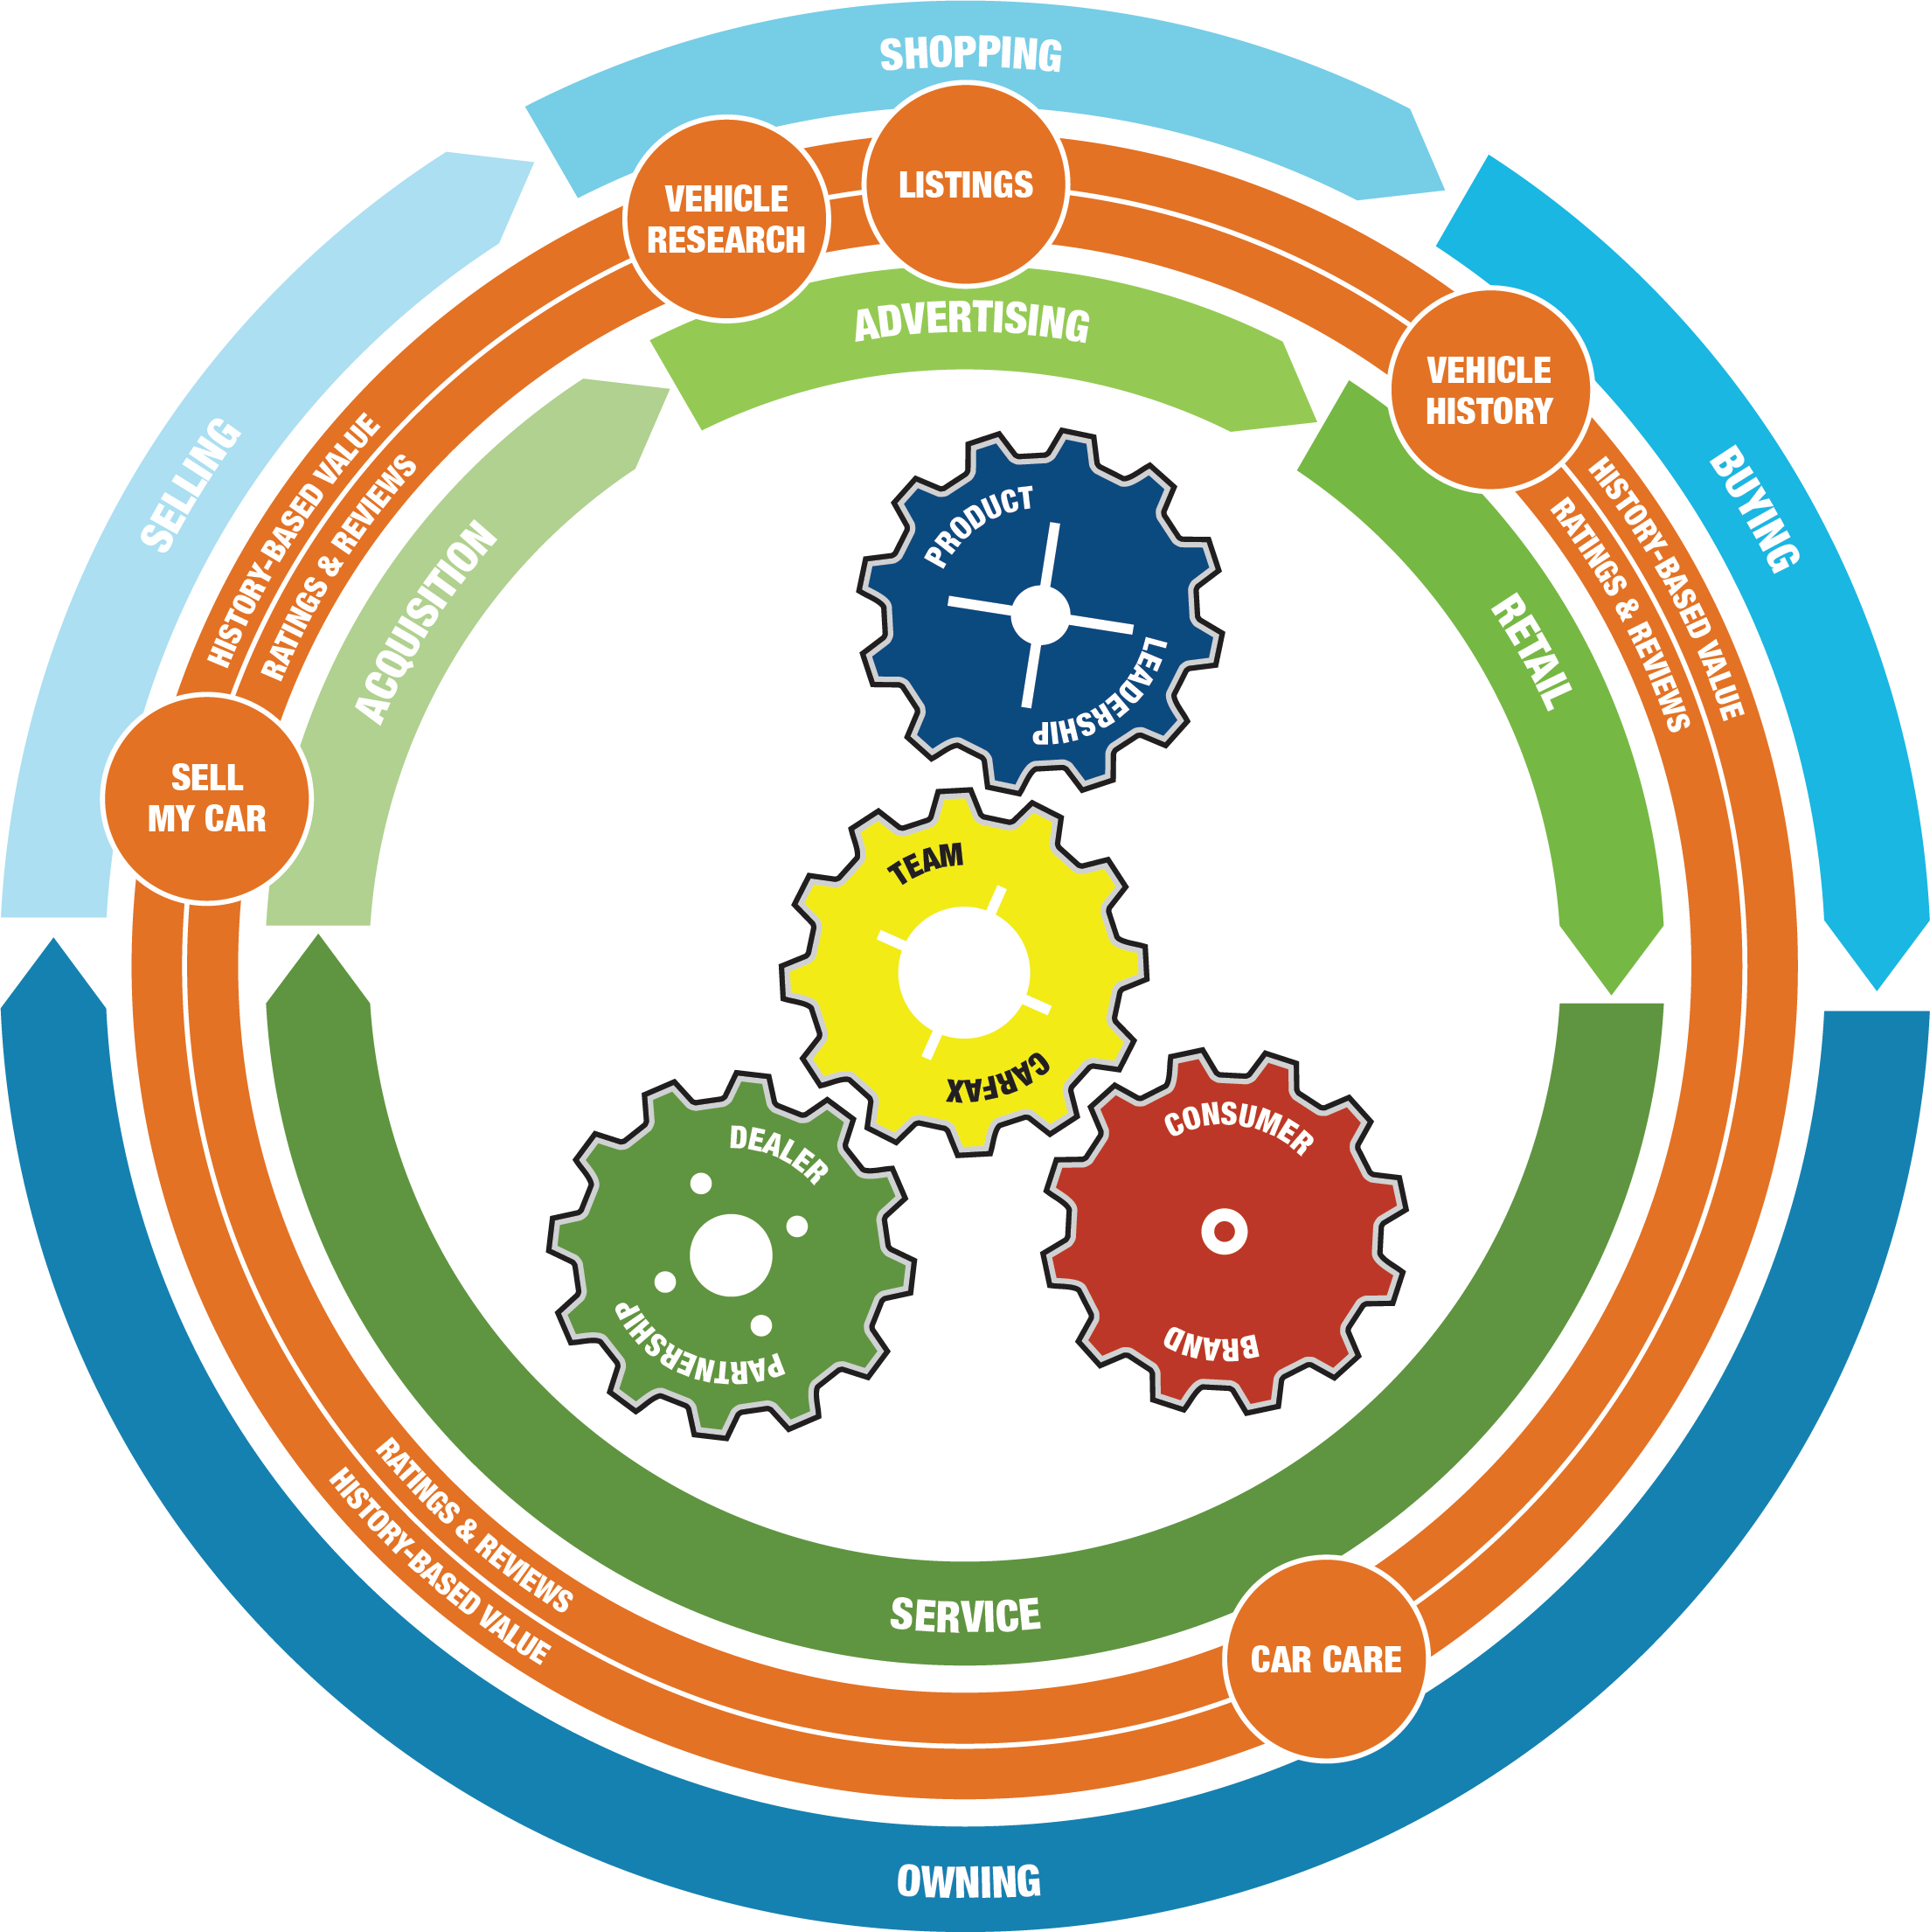 SHOPPING
LISTINGS
VEHICLE
RESEARCH
ADVERTISING
VEHICLE
HISTORY
SELLING
HISTORY-BASED VALUE
RATINGS & REVIEWS
ACQUISITION
BUYING
HISTORY-BASED VALUE
RATINGS & REVIEWS
RETAIL
SELL
MY CAR
PRODUCT
LEADERSHIP
TEAM
CARFAX
DEALER
PARTNERSHIP
CONSUMER
BRAND
RATINGS & REVIEWS
HISTORY-BASED VALUE
SERVICE
CAR CARE
OWNING